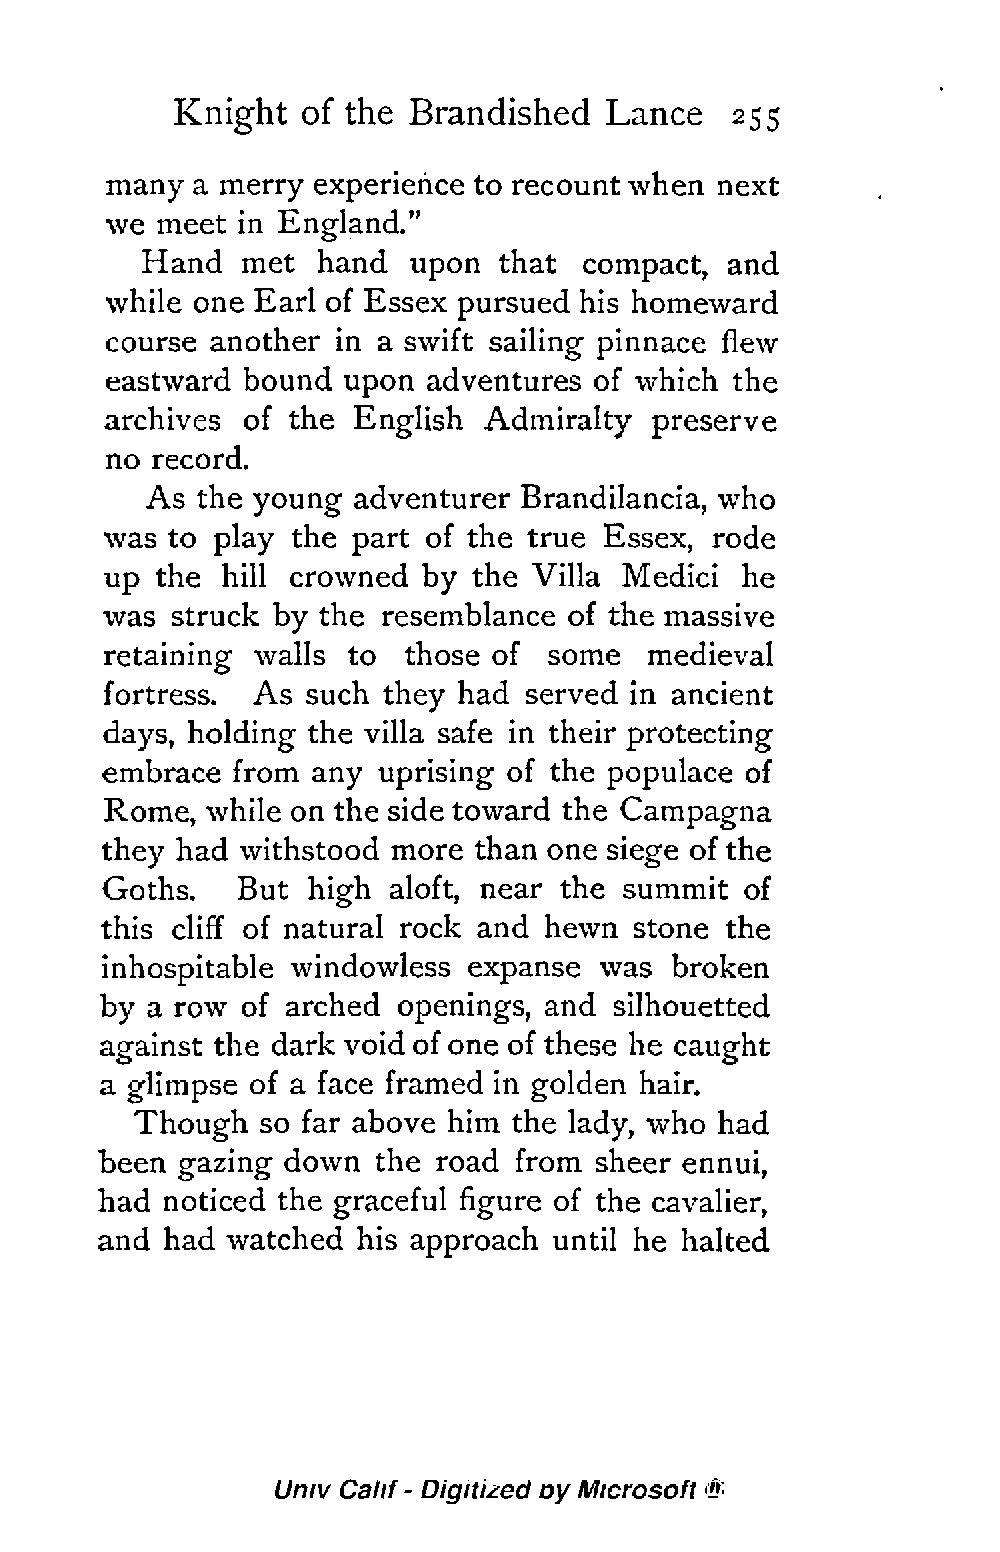 Knight of the Brandished Lance 255
many a merry experience to recount when next
we meet in England."
Hand met hand upon that compact, and
while one Earl of Essex pursued his homeward
course another in a swift sailing pinnace flew
eastward bound upon adventures of which the
archives of the English Admiralty preserve
no record.
As the young adventurer Brandilancia, who
was to play the part of the true Essex, rode
up the hill crowned by the Villa Medici he
was struck by the resemblance of the massive
retaining walls to those of some medieval
fortress. As such they had served in ancient
days, holding the villa safe in their protecting
embrace from any uprising of the populace of
Rome, while on the side toward the Campagna
they had withstood more than one siege of the
Goths. But high aloft, near the summit of
this cliff of natural rock and hewn stone the
inhospitable windowless expanse was broken
by a row of arched openings, and silhouetted
against the dark void of one of these he caught
a glimpse of a face framed in golden hair.
Though so far above him the lady, who had
been gazing down the road from sheer ennui,
had noticed the graceful figure of the cavalier,
and had watched his approach until he halted
Univ Calif - Digitized by Microsoft ®